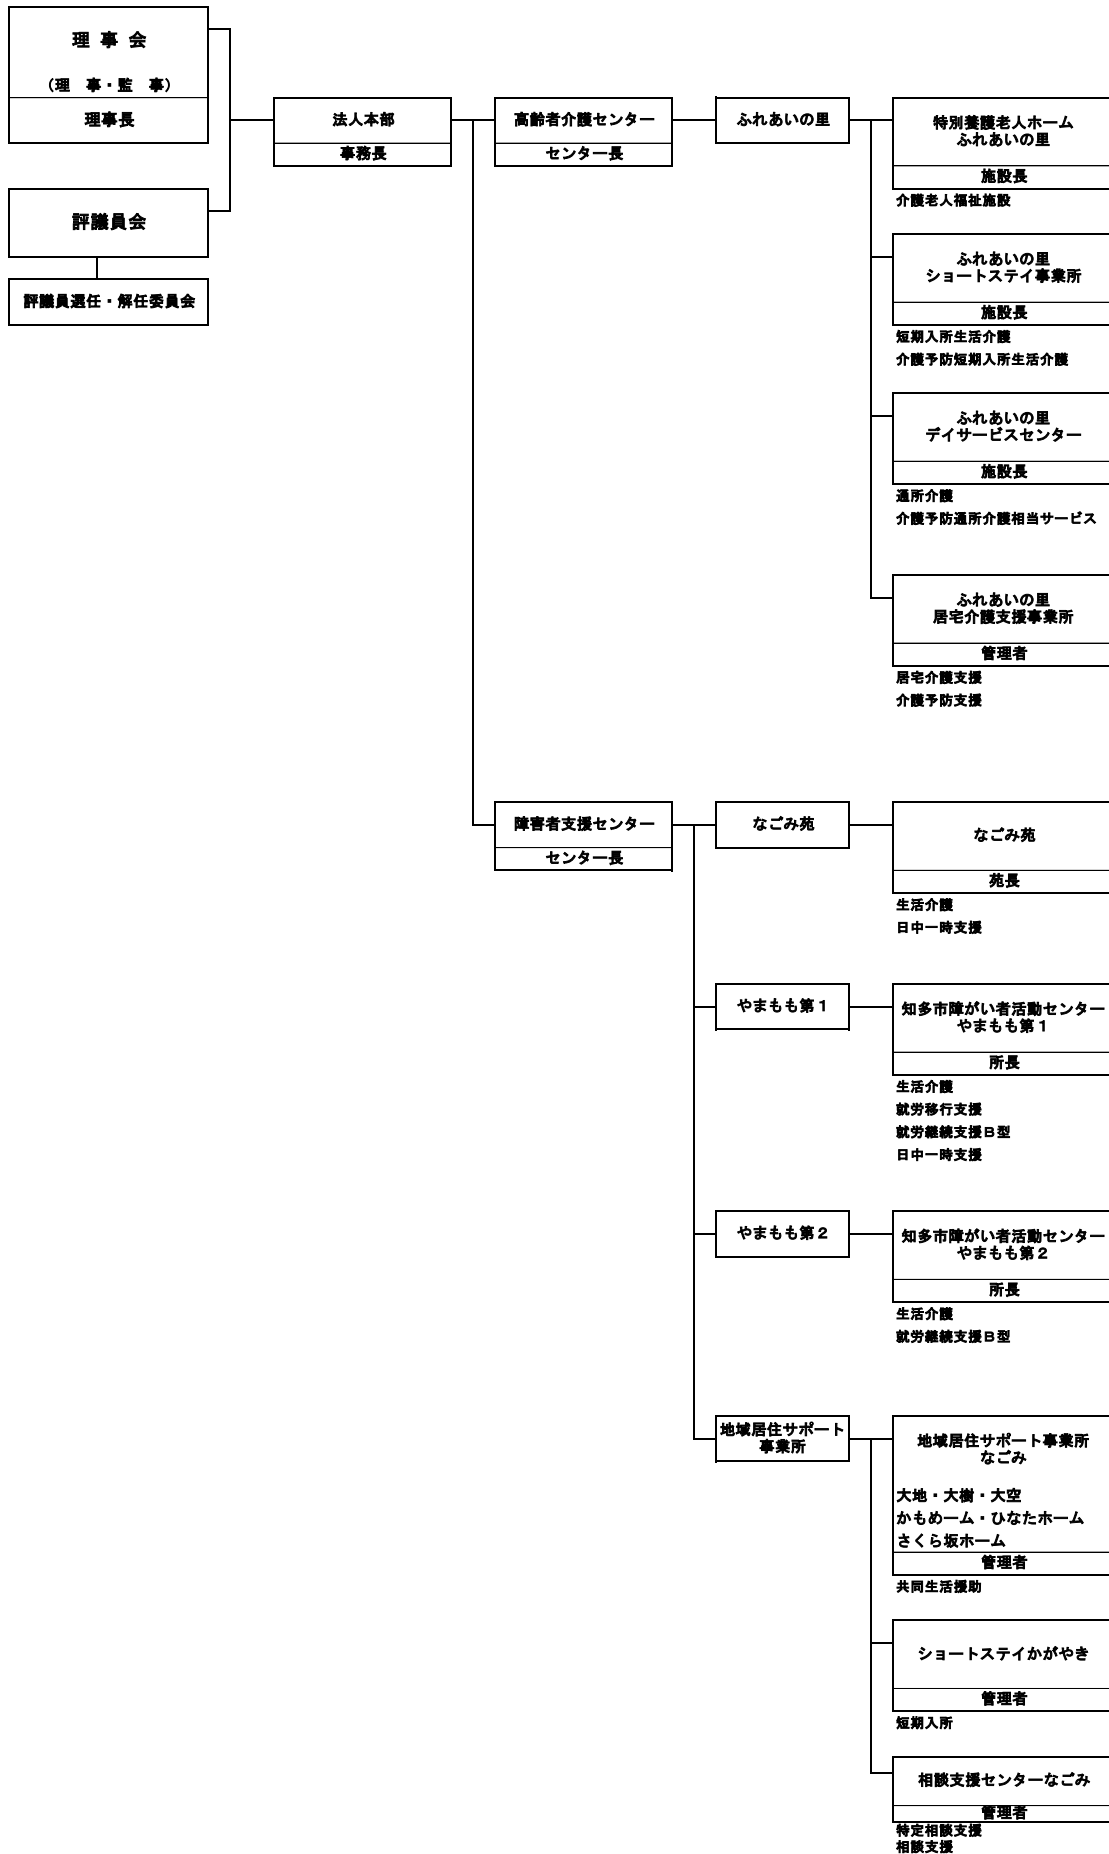 理 事 会
（理　事・監　事）
理事長
評議員会
評議員選任・解任委員会
法人本部
事務長
高齢者介護センター
センター長
ふれあいの里
特別養護老人ホーム
ふれあいの里
施設長
介護老人福祉施設
ふれあいの里
ショートステイ事業所
施設長
短期入所生活介護
介護予防短期入所生活介護
ふれあいの里
デイサービスセンター
施設長
通所介護
介護予防通所介護相当サービス
ふれあいの里
居宅介護支援事業所
管理者
居宅介護支援
介護予防支援
障害者支援センター
センター長
なごみ苑
なごみ苑
苑長
生活介護
日中一時支援
やまもも第１
知多市障がい者活動センター
やまもも第１
所長
生活介護
就労移行支援
就労継続支援Ｂ型
日中一時支援
やまもも第２
知多市障がい者活動センター
やまもも第２
所長
生活介護
就労継続支援Ｂ型
地域居住サポート
事業所
地域居住サポート事業所
なごみ
大地・大樹・大空
かもめーム・ひなたホーム
さくら坂ホーム
管理者
共同生活援助
ショートステイかがやき
管理者
短期入所
相談支援センターなごみ
管理者
特定相談支援
相談支援